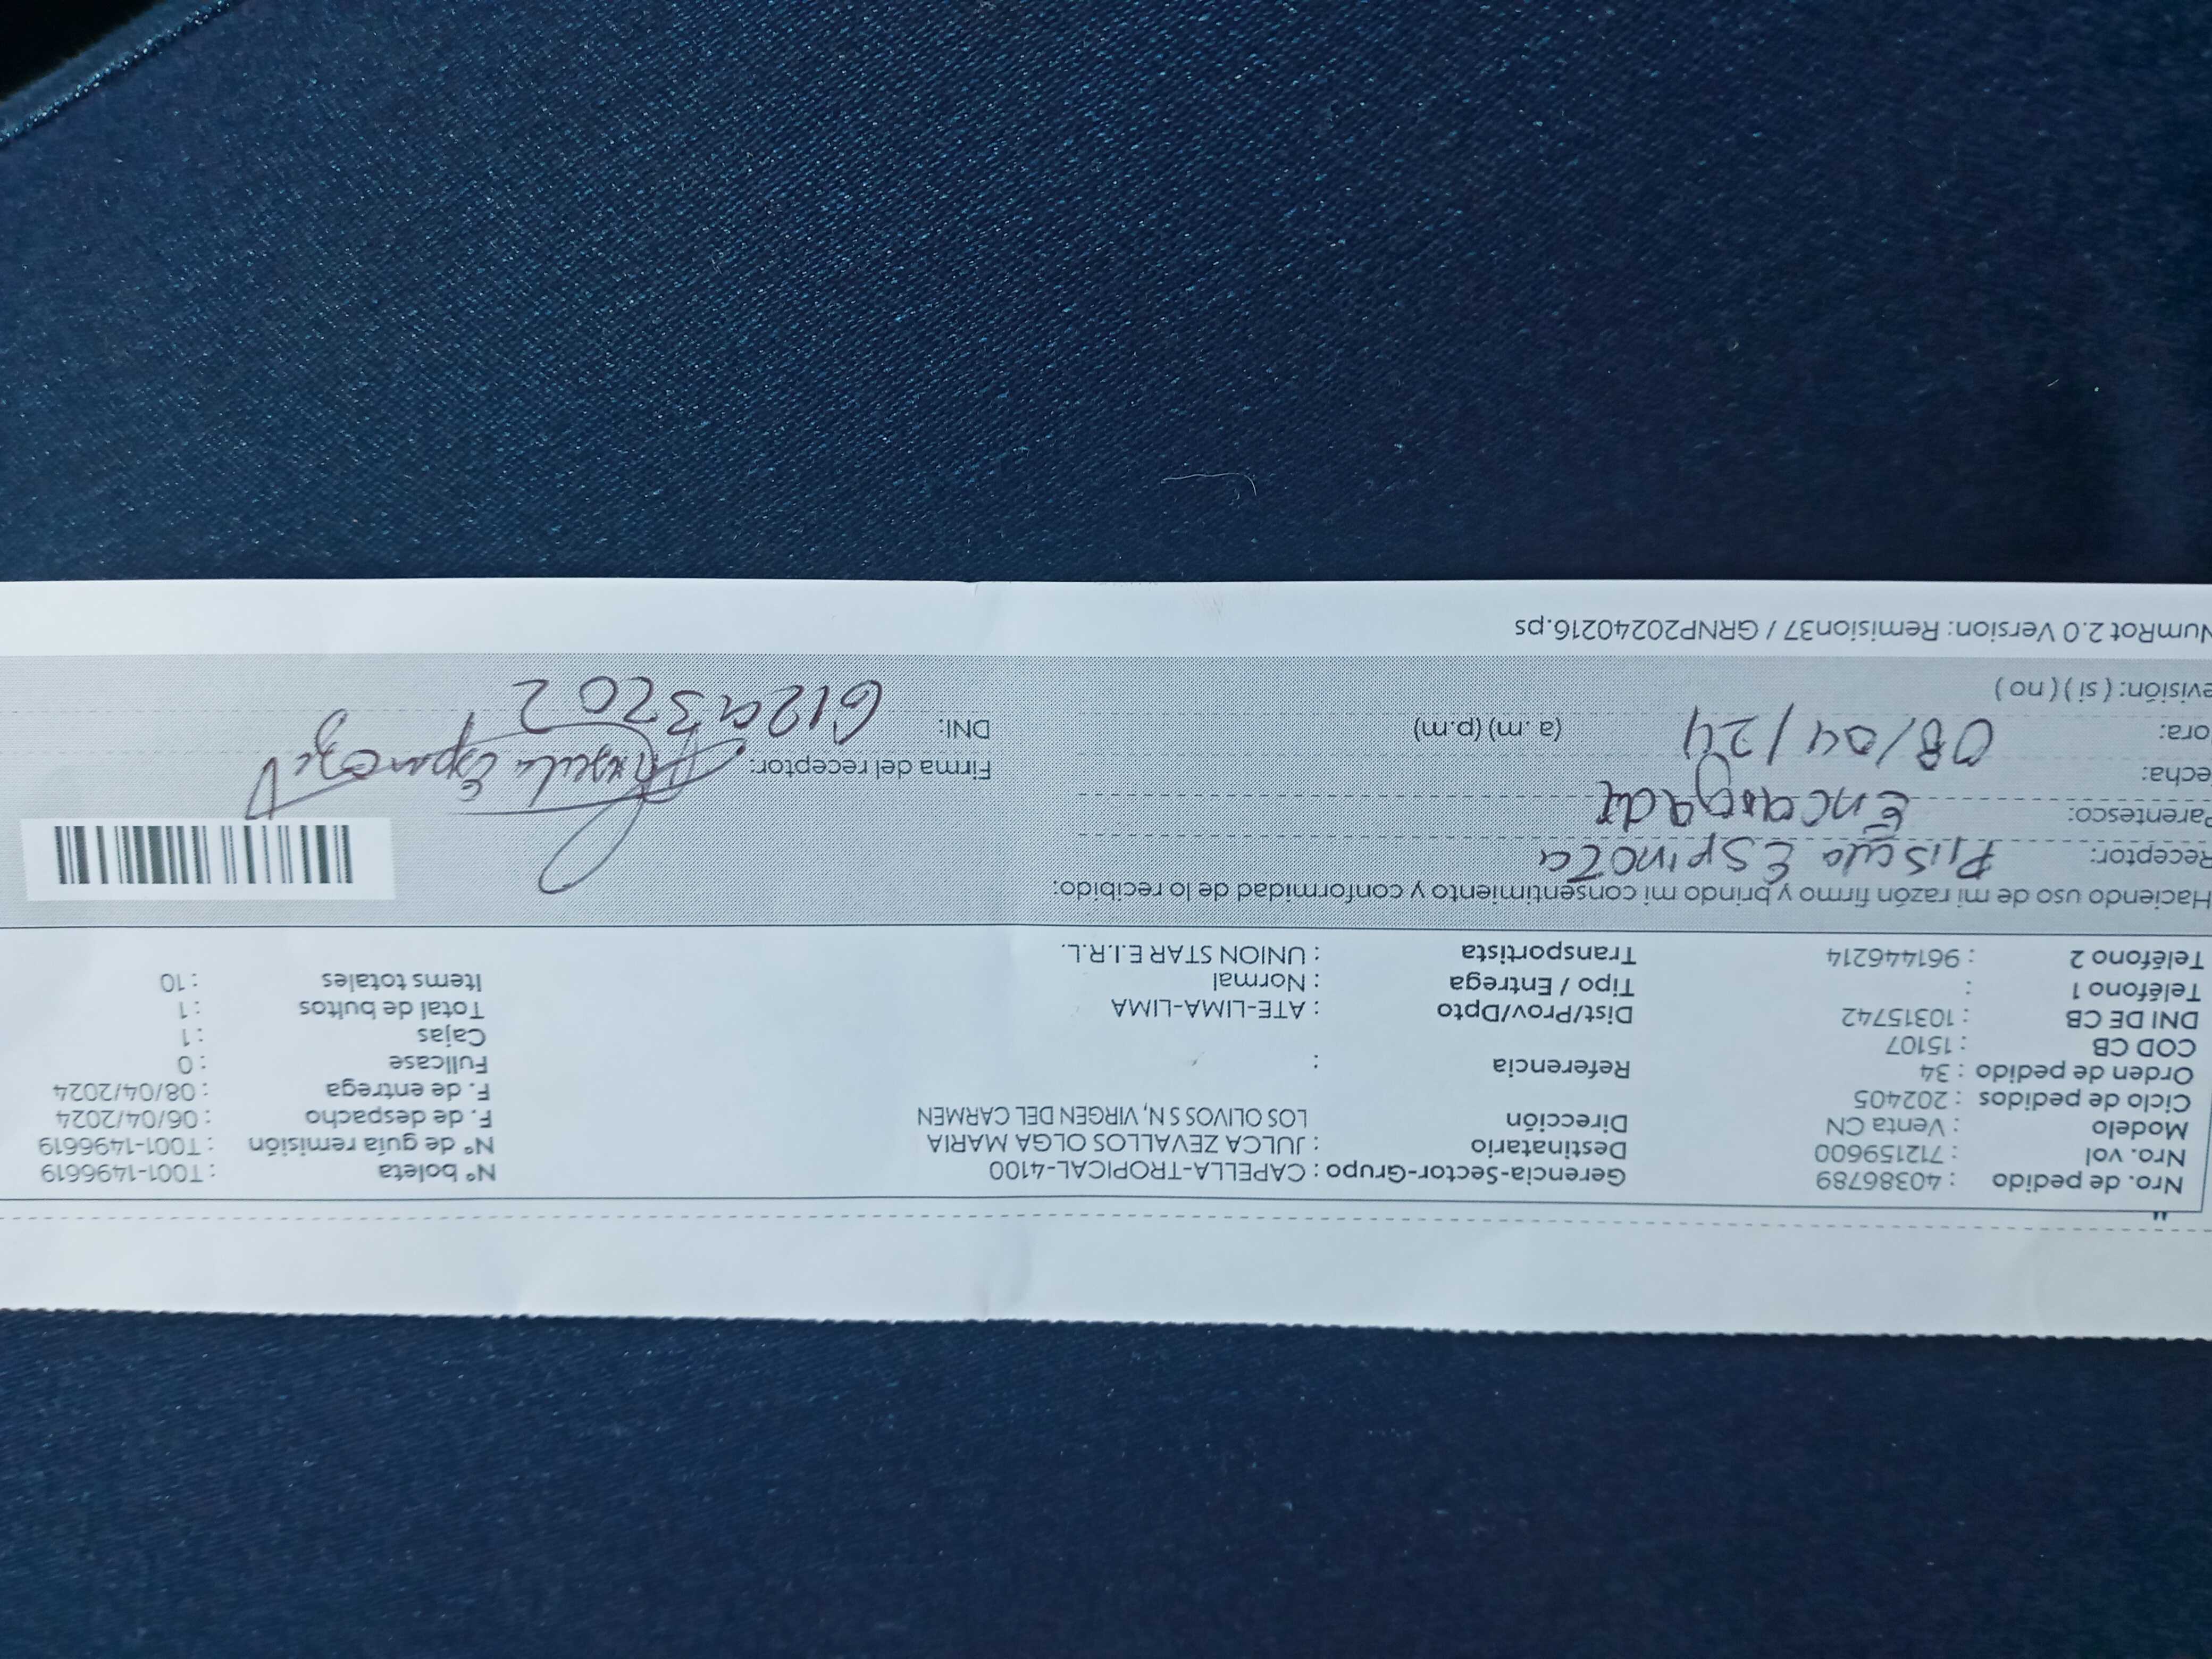 Nro. de pedido : 40386789 Gerencia-Sector-Grupo : CAPELLA-TROPICAL-4100 N° boleta : T001-1496619
Nro. vol : 712159600 Destinatario : JULCA ZEVALLOS OLGA MARIA N° de guía remisión : T001-1496619
Modelo : Venta CN Dirección LOS OLIVOS S N, VIRGEN DEL CARMEN F. de despacho : 06/04/2024
Ciclo de pedidos : 202405 F. de entrega : 08/04/2024
Orden de pedido : 34 Referencia : Fullcase : 0
COD CB : 15107 Cajas : 1
DNI DE CB : 10315742 Dist/Prov/Dpto : ATE-LIMA-LIMA Total de bultos : 1
Teléfono 1 : Tipo / Entrega : Normal Items totales : 10
Teléfono 2 : 961446214 Transportista : UNION STAR E.I.R.L.
Haciendo uso de mi razón firmo y brindo mi consentimiento y conformidad de lo recibido:
Receptor: Espinoza
Parentesco: Encargada
echa: Firma del receptor:
ora: 08/04/24 (a .m) (p.m) DNI:
evisión: ( si ) ( no )
NumRot 2.0 Version: Remision37 / GRNP20240216.ps